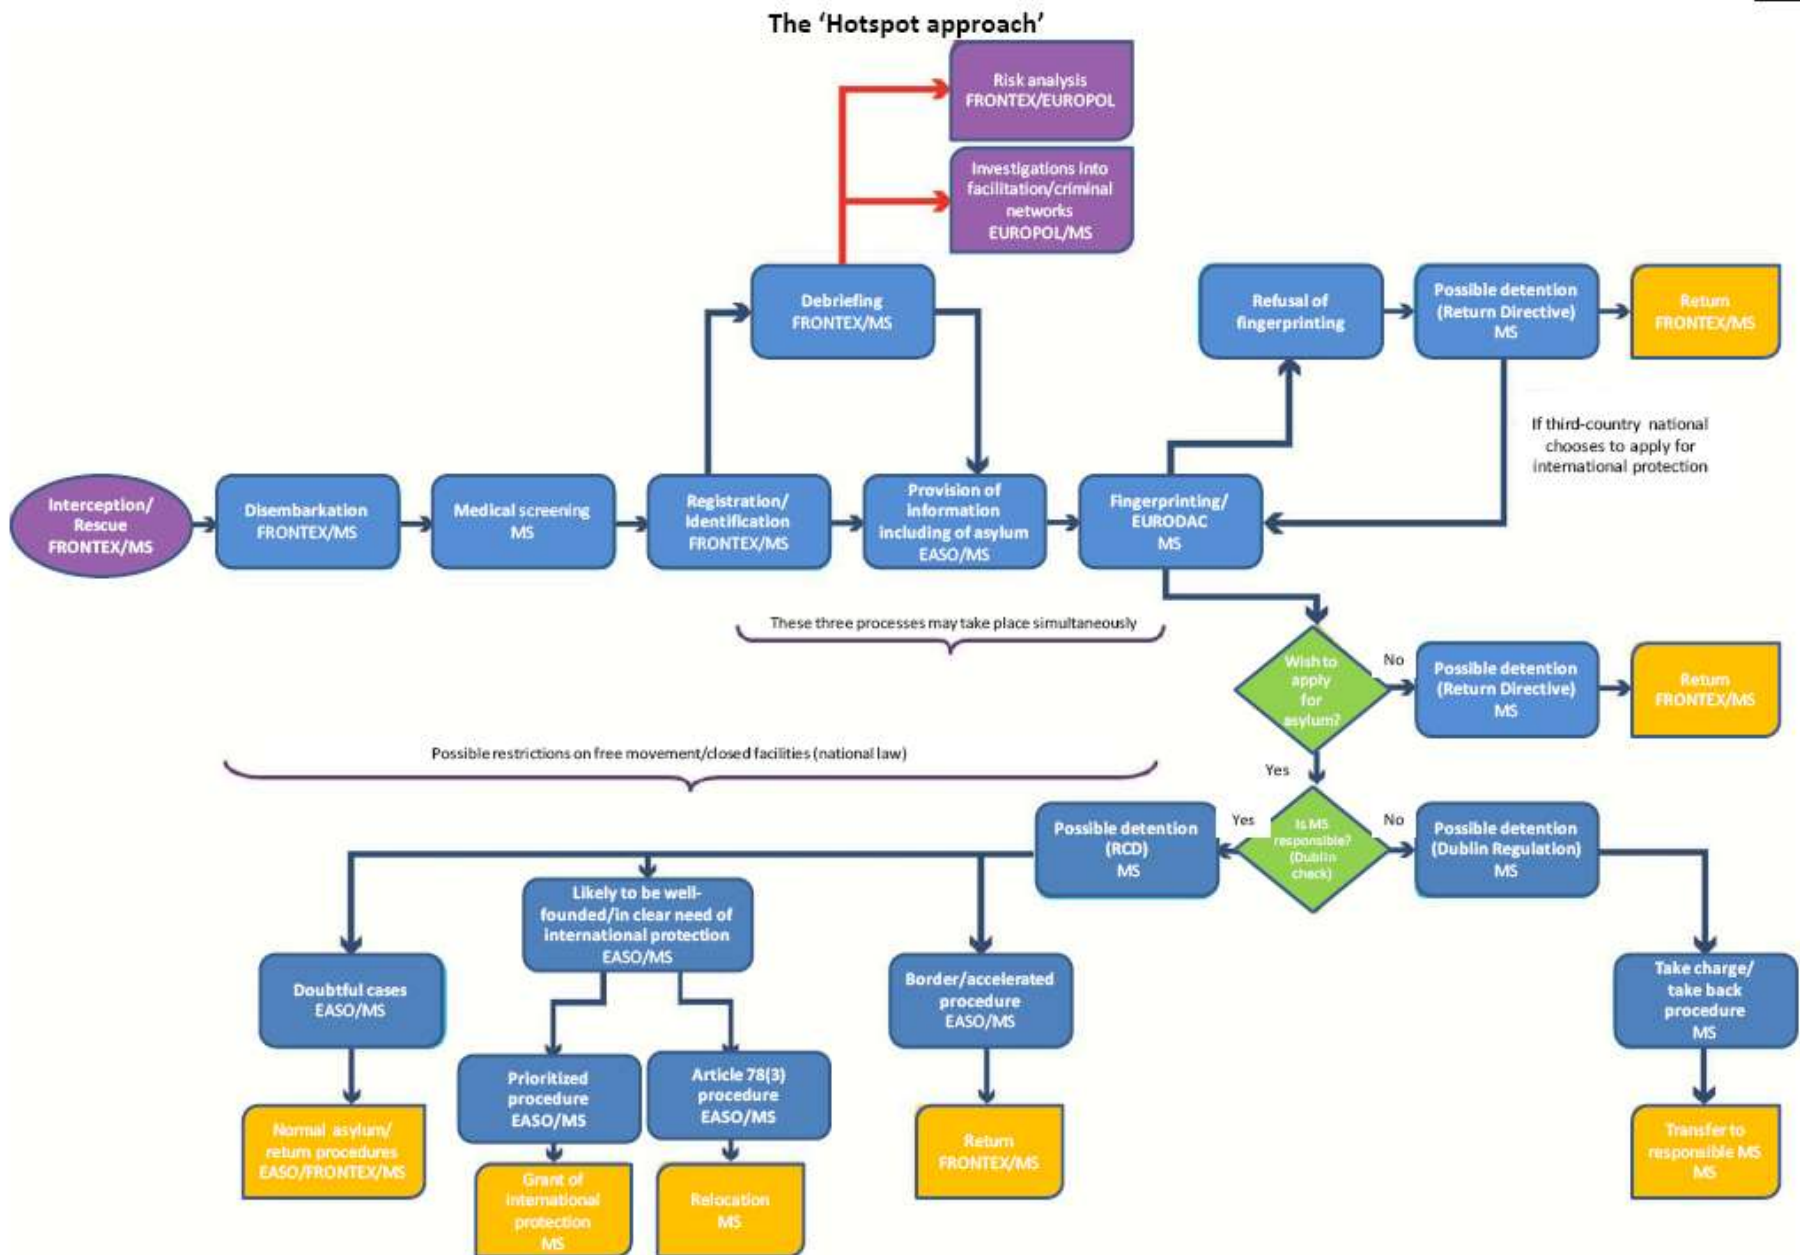 The ‘Hotspot approach’
Risk analysis
FRONTEX/EUROPOL
Investigations into
facilitation/criminal
networks
EUROPOL/MS
Debriefing
FRONTEX/MS
Refusal of
fingerprinting
Possible detention
(Return Directive)
MS
Return
FRONTEX/MS
If third-country national
chooses to apply for
international protection
Interception/
Rescue
FRONTEX/MS
Disembarkation
FRONTEX/MS
Medical screening
MS
Registration/
Identification
FRONTEX/MS
Provision of
information
including of asylum
EASO/MS
Fingerprinting/
EURODAC
MS
These three processes may take place simultaneously
Wish to
apply
for
asylum?
No
Possible detention
(Return Directive)
MS
Return
FRONTEX/MS
Possible restrictions on free movement/closed facilities (national law)
Yes
Possible detention
(RCD)
MS
Yes
Is MS
responsible?
(Dublin
check)
No
Possible detention
(Dublin Regulation)
MS
Likely to be well-
founded/in clear need of
international protection
EASO/MS
Doubtful cases
EASO/MS
Border/accelerated
procedure
EASO/MS
Take charge/
take back
procedure
MS
Prioritized
procedure
EASO/MS
Article 78(3)
procedure
EASO/MS
Normal asylum/
return procedures
EASO/FRONTEX/MS
Grant of
international
protection
MS
Relocation
MS
Return
FRONTEX/MS
Transfer to
responsible MS
MS